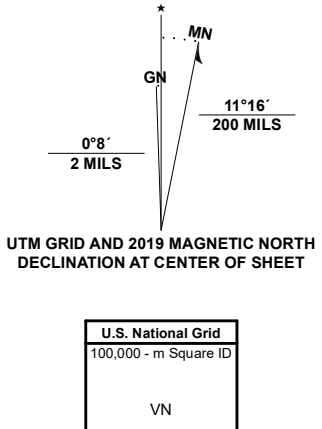 ★
MN
GN
11°16´
200 MILS
0°8´
2 MILS
UTM GRID AND 2019 MAGNETIC NORTH
DECLINATION AT CENTER OF SHEET
U.S. National Grid
100,000 - m Square ID
VN